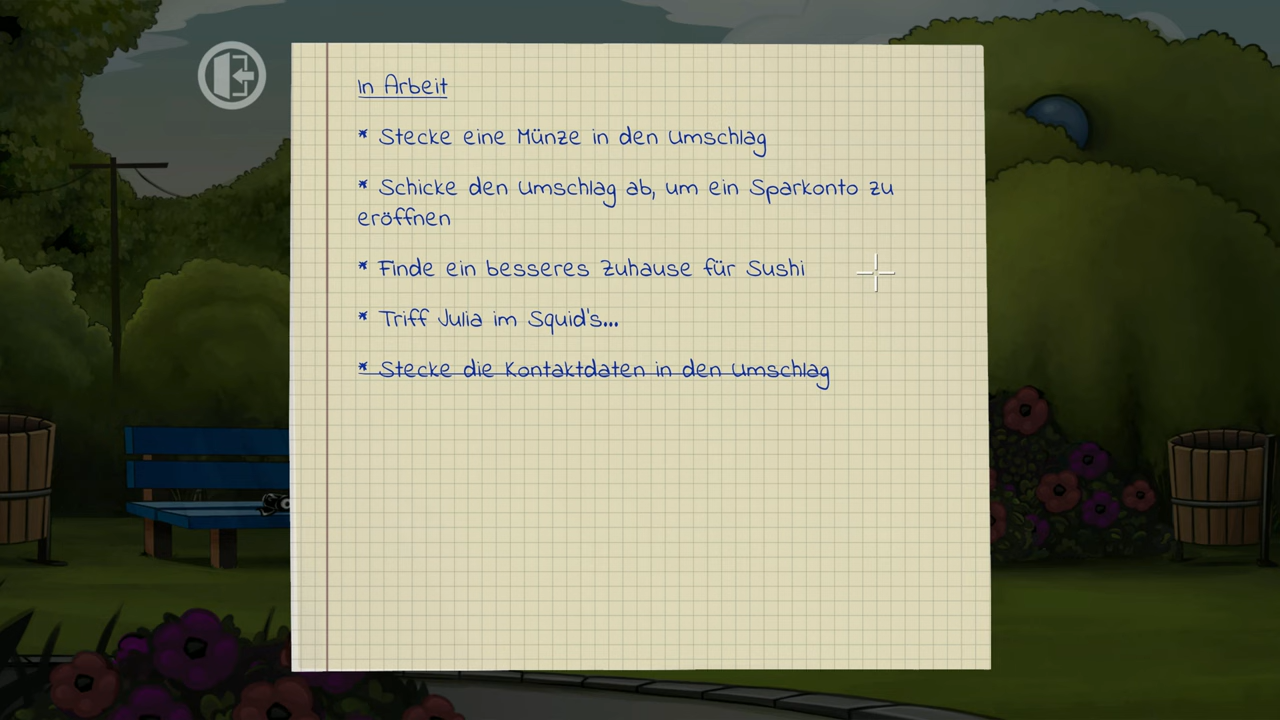 In Arbeit
* Stecke eine Münze in den Umschlag
* Schicke den Umschlag ab, um ein Sparkonto zu
eröffnen
* Finde ein besseres Zuhause für Sushi
* Triff Julia im Squid's...
* Stecke die Kontaktdaten in den Umschlag